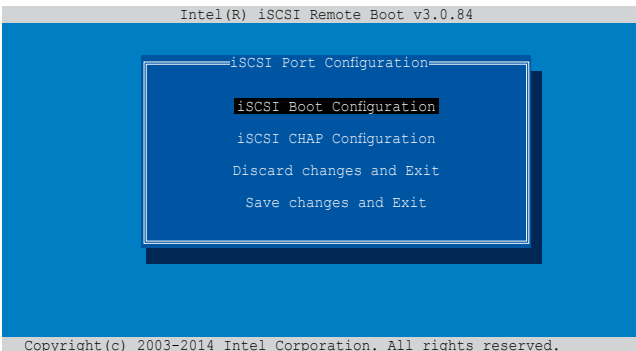 Intel(R) iSCSI Remote Boot v3.0.84
iSCSI Port Configuration
iSCSI Boot Configuration
iSCSI CHAP Configuration
Discard changes and Exit
Save changes and Exit
Copyright(c) 2003-2014 Intel Corporation. All rights reserved.